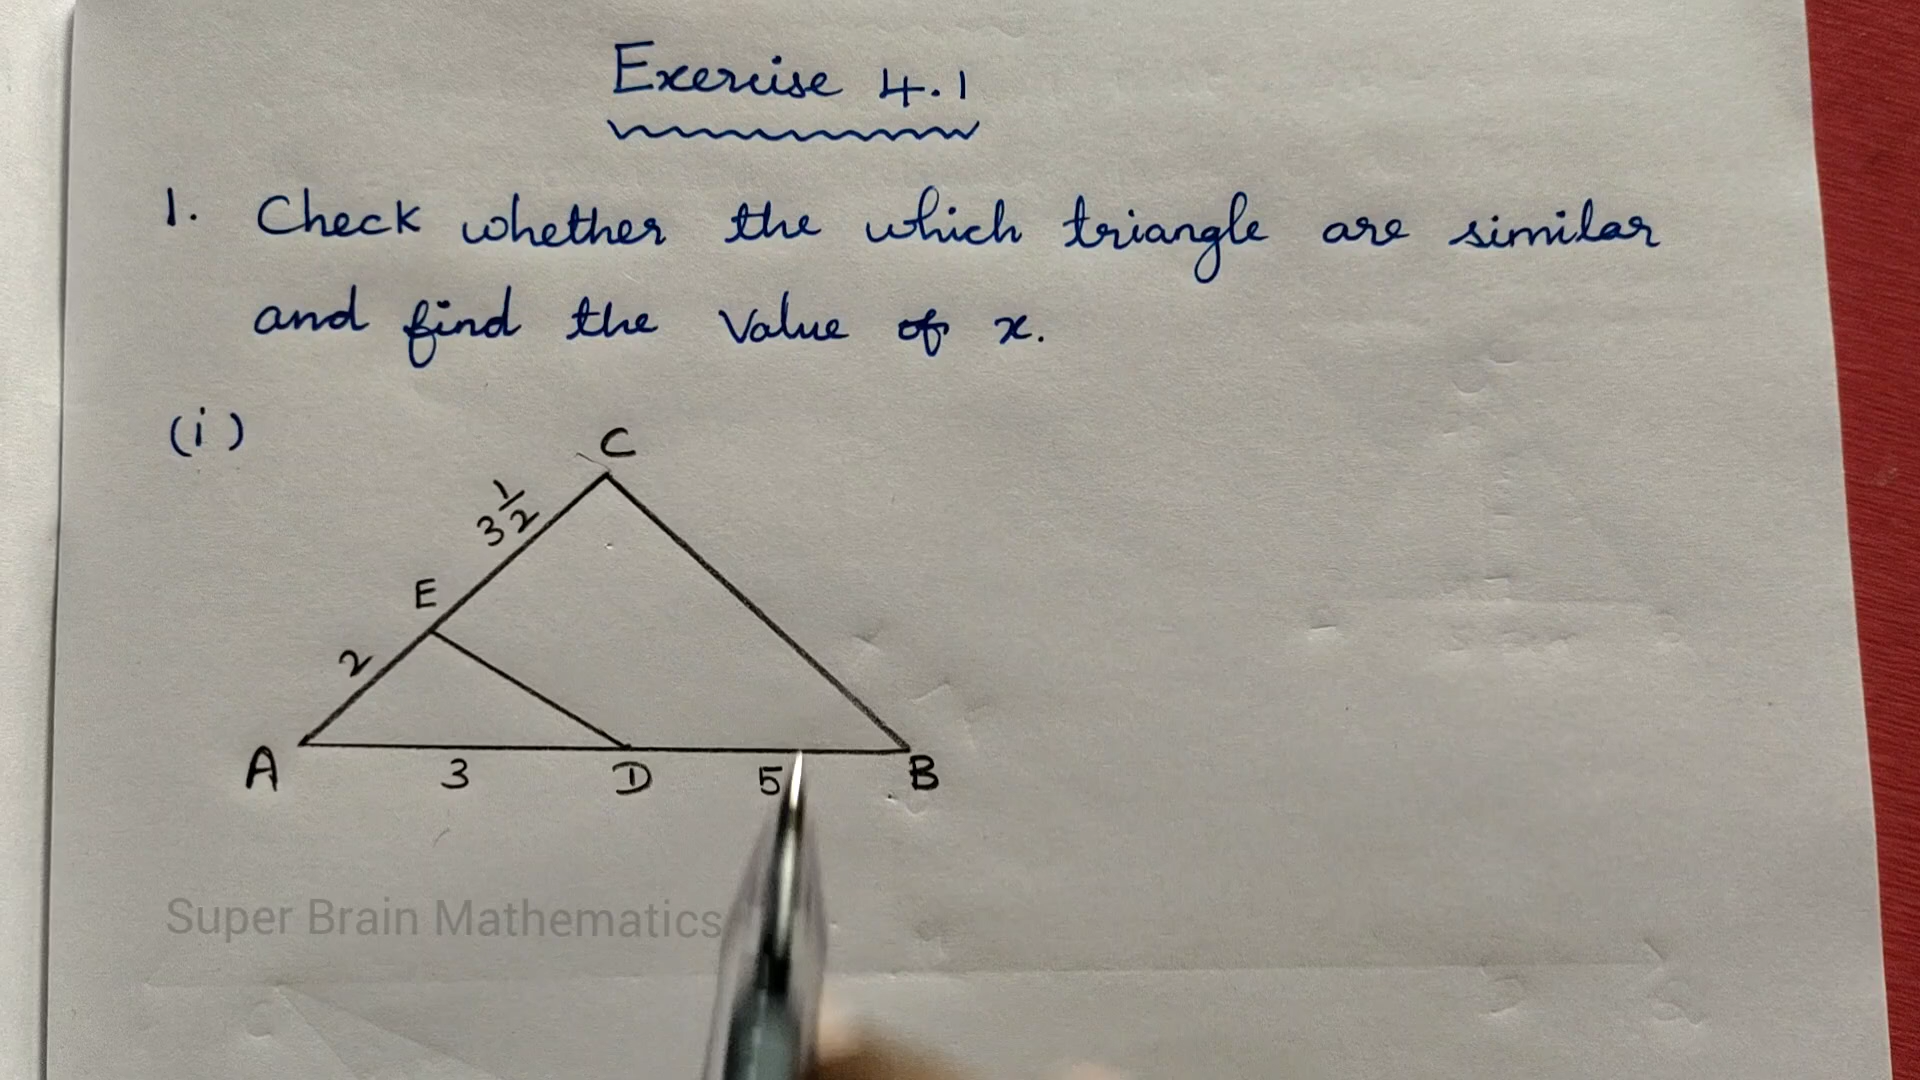 Exercise 4.1
1. Check whether the which triangle are similar
and find the value of x.
(i)
C
3 1/2
E
2
A
3
D
5
B
Super Brain Mathematics